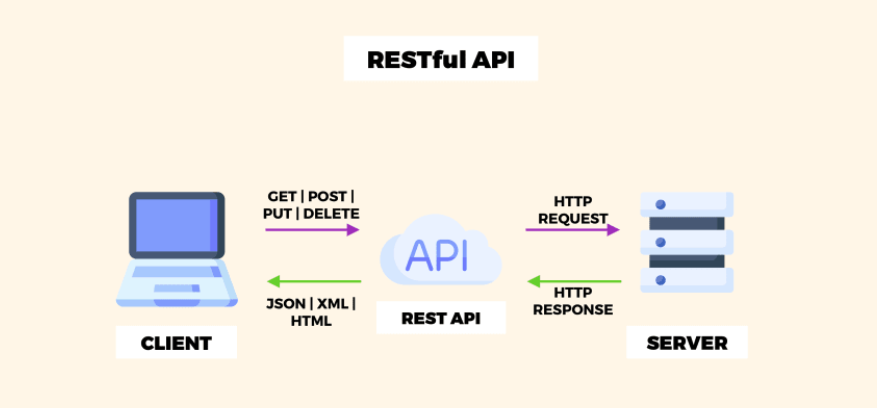 RESTful API
GET | POST |
PUT | DELETE
HTTP
REQUEST
API
JSON | XML |
HTML
HTTP
RESPONSE
REST API
CLIENT
SERVER